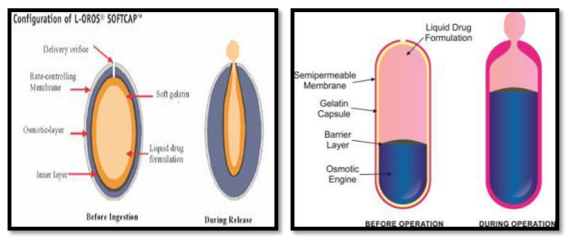 Configuration of L-OROS® SOFTCAP™
Delivery orifice
Rate-controlling
Membrane
Soft gelatin
Osmotic-layer
Liquid drug
formulation
Inner layer
Before Ingestion
During Release
Liquid Drug
Formulation
Semipermeable
Membrane
Gelatin
Capsule
Barrier
Layer
Osmotic
Engine
BEFORE OPERATION
DURING OPERATION